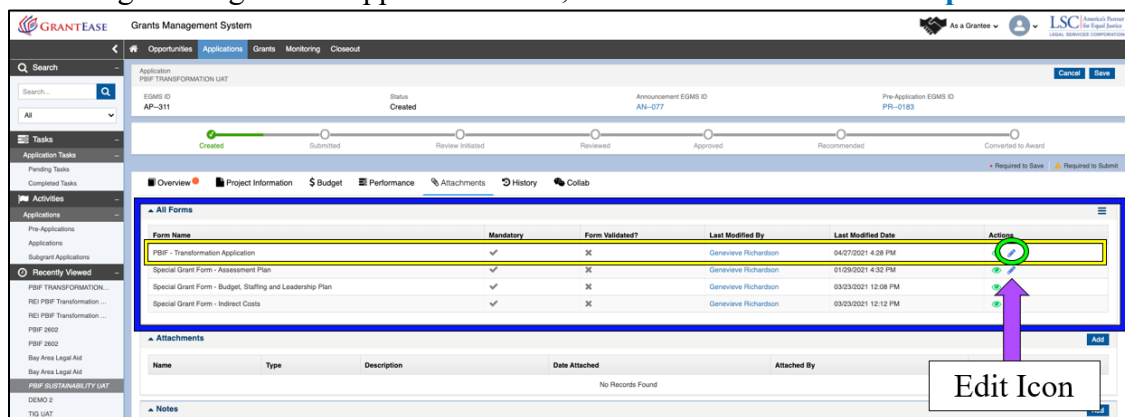 GRANTEASE
Grants Management System
As a Grantee
LSC America's Partner for Equal Justice
LEGAL SERVICES CORPORATION
Opportunities Applications Grants Monitoring Closeout
Search
Search...
All
Tasks
Application Tasks
Pending Tasks
Completed Tasks
Activities
Applications
Pre-Applications
Applications
Subgrant Applications
Recently Viewed
PBIF TRANSFORMATION...
REI PBIF Transformation ...
REI PBIF Transformation ...
PBIF 2602
PBIF 2602
Bay Area Legal Aid
Bay Area Legal Aid
PBIF SUSTAINABILITY UAT
DEMO 2
TIG UAT
Application
PBIF TRANSFORMATION UAT
Cancel Save
EGMS ID Status Announcement EGMS ID Pre-Application EGMS ID
AP--311 Created AN--077 PR--0183
Created Submitted Review Initiated Reviewed Approved Recommended Converted to Award
Required to Save Required to Submit
Overview Project Information $ Budget Performance Attachments History Collab
All Forms
Form Name Mandatory Form Validated? Last Modified By Last Modified Date Actions
PBIF - Transformation Application Genevieve Richardson 04/27/2021 4:28 PM
Special Grant Form - Assessment Plan Genevieve Richardson 01/29/2021 4:32 PM
Special Grant Form - Budget, Staffing and Leadership Plan Genevieve Richardson 03/23/2021 12:08 PM
Special Grant Form - Indirect Costs Genevieve Richardson 03/23/2021 12:12 PM
Attachments Add
Name Type Description Date Attached Attached By
No Records Found
Edit Icon
Notes